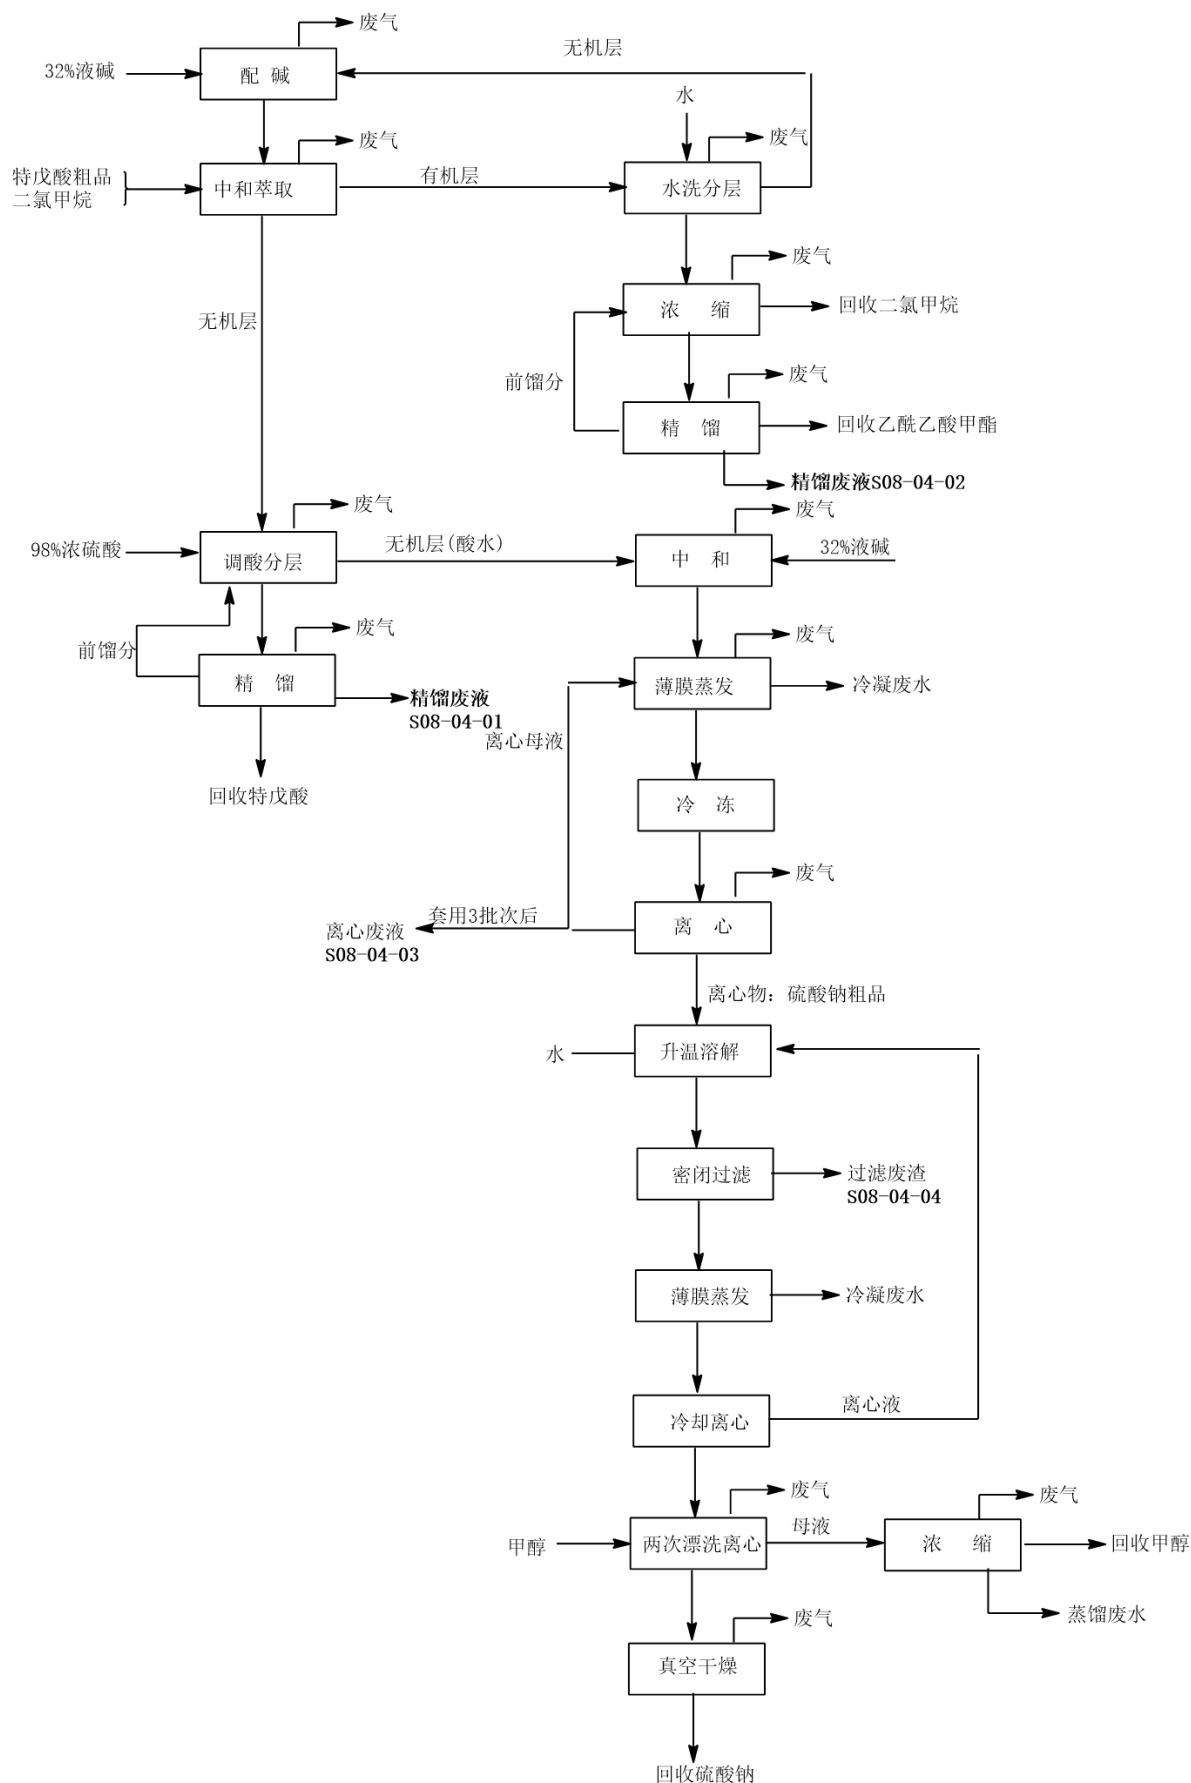 废气
无机层
32%液碱
配 碱
水
废气
废气
特戊酸粗品
二氯甲烷
中和萃取
有机层
水洗分层
废气
浓 缩
回收二氯甲烷
无机层
前馏分
废气
精 馏
回收乙酰乙酸甲酯
精馏废液S08-04-02
废气
废气
98%浓硫酸
调酸分层
无机层(酸水)
中 和
32%液碱
前馏分
废气
废气
精 馏
精馏废液
S08-04-01
薄膜蒸发
冷凝废水
离心母液
回收特戊酸
冷 冻
废气
套用3批次后
离心废液
S08-04-03
离 心
离心物：硫酸钠粗品
水
升温溶解
密闭过滤
过滤废渣
S08-04-04
薄膜蒸发
冷凝废水
冷却离心
离心液
废气
废气
甲醇
两次漂洗离心
母液
浓 缩
回收甲醇
蒸馏废水
废气
真空干燥
回收硫酸钠